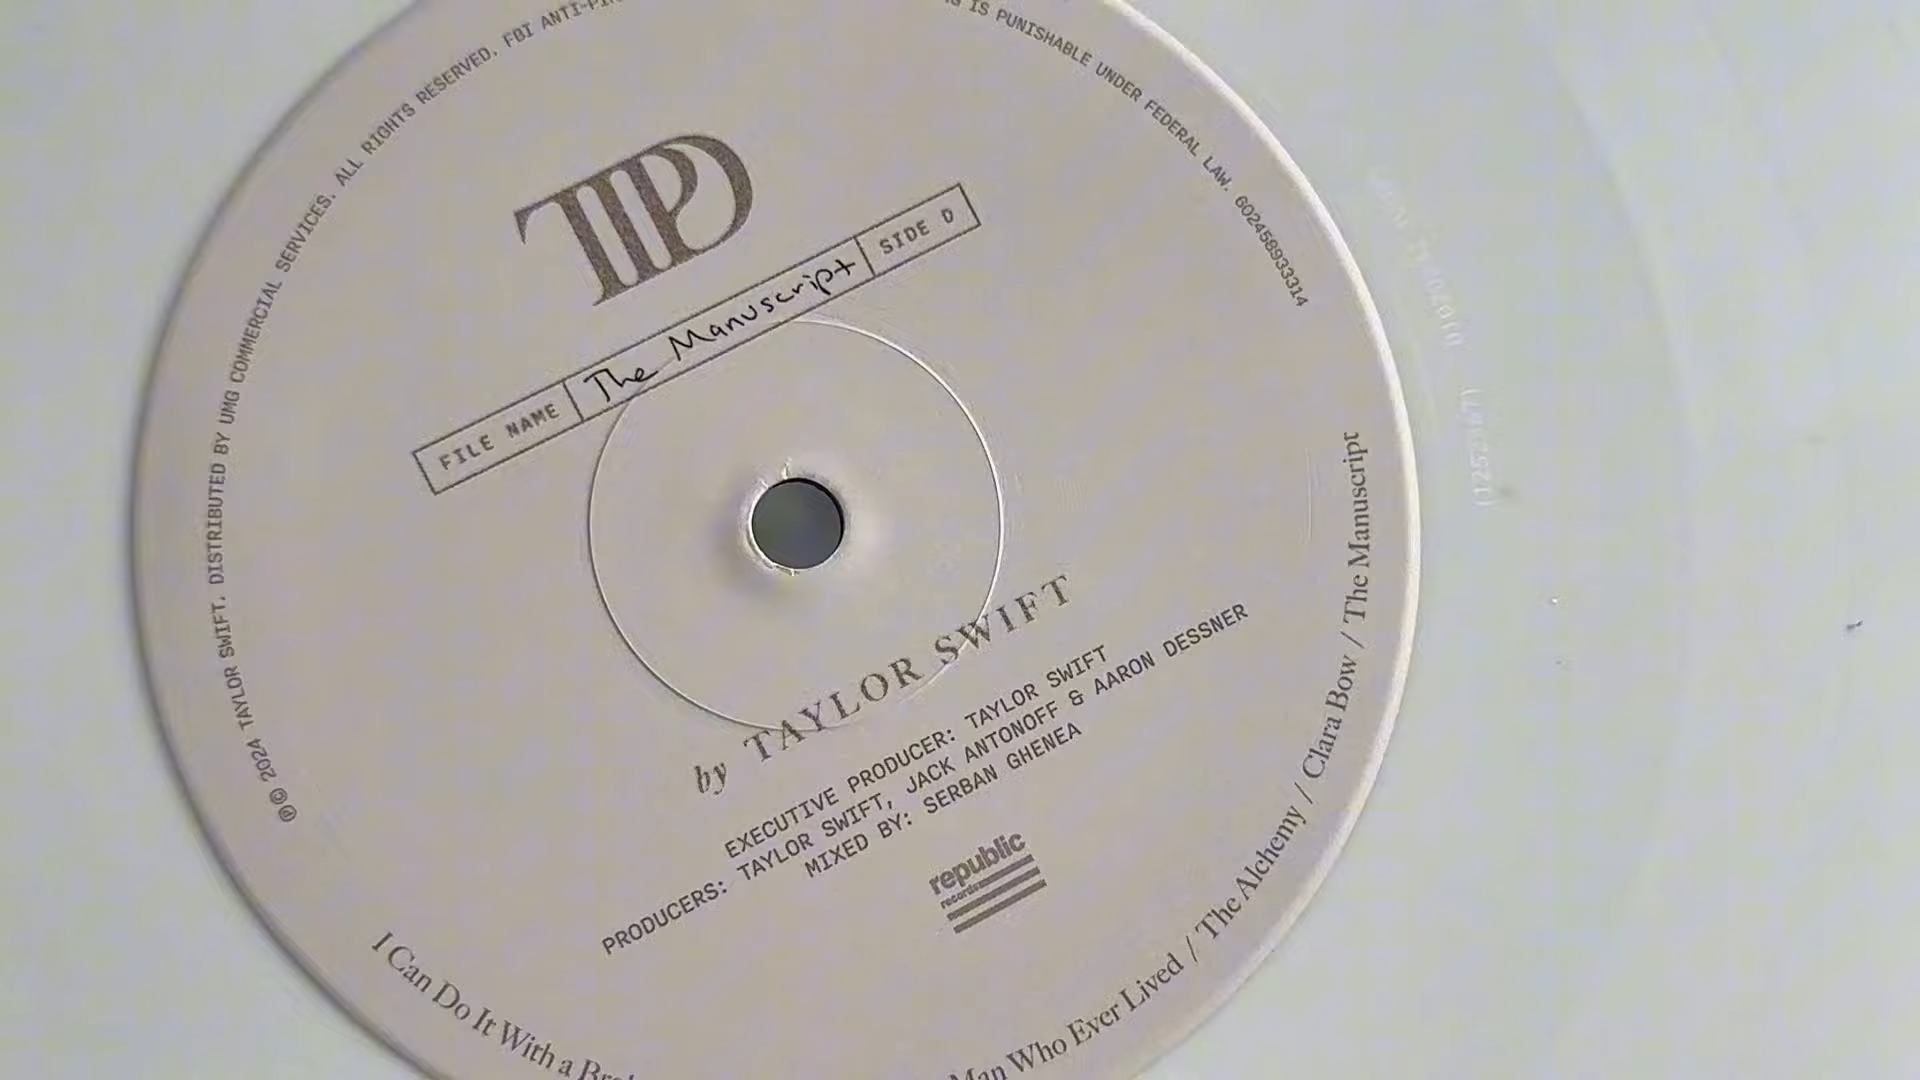 ℗© 2024 TAYLOR SWIFT. DISTRIBUTED BY UMG COMMERCIAL SERVICES. ALL RIGHTS RESERVED. FBI
IS PUNISHABLE UNDER FEDERAL LAW. 602458933314
TTPD
FILE NAME The Manuscript SIDE D
by TAYLOR SWIFT
EXECUTIVE PRODUCER: TAYLOR SWIFT
PRODUCERS: TAYLOR SWIFT, JACK ANTONOFF & AARON DESSNER
MIXED BY: SERBAN GHENEA
republic
records
I Can Do It With a
Man Who Ever Lived / The Alchemy / Clara Bow / The Manuscript